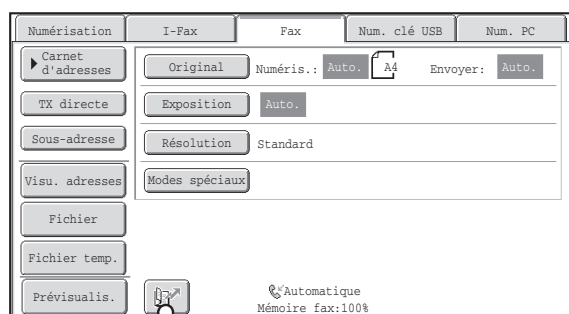 Numérisation
I-Fax
Fax
Num. clé USB
Num. PC
Carnet
d'adresses
Original
Numéris.: Auto. A4 Envoyer: Auto.
TX directe
Exposition
Auto.
Sous-adresse
Résolution
Standard
Visu. adresses
Modes spéciaux
Fichier
Fichier temp.
Prévisualis.
Automatique
Mémoire fax:100%